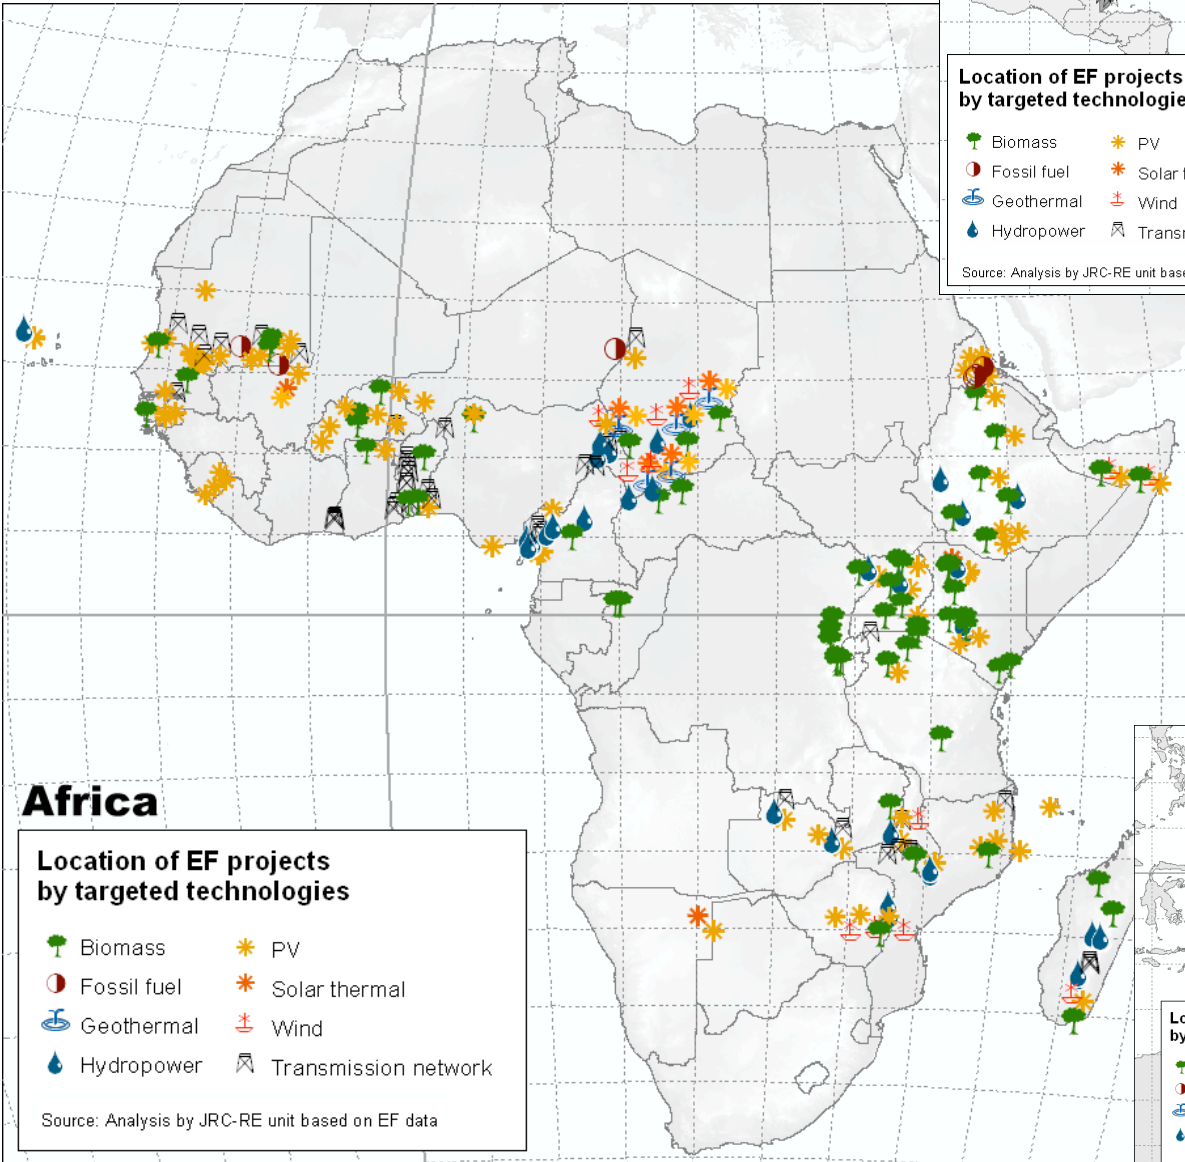 Location of EF projects
by targeted technologie
Biomass
PV
Fossil fuel
Solar
Geothermal
Wind
Hydropower
Trans
Source: Analysis by JRC-RE unit bas
Africa
Location of EF projects
by targeted technologies
Biomass
PV
Fossil fuel
Solar thermal
Geothermal
Wind
Hydropower
Transmission network
Source: Analysis by JRC-RE unit based on EF data
Lo
by